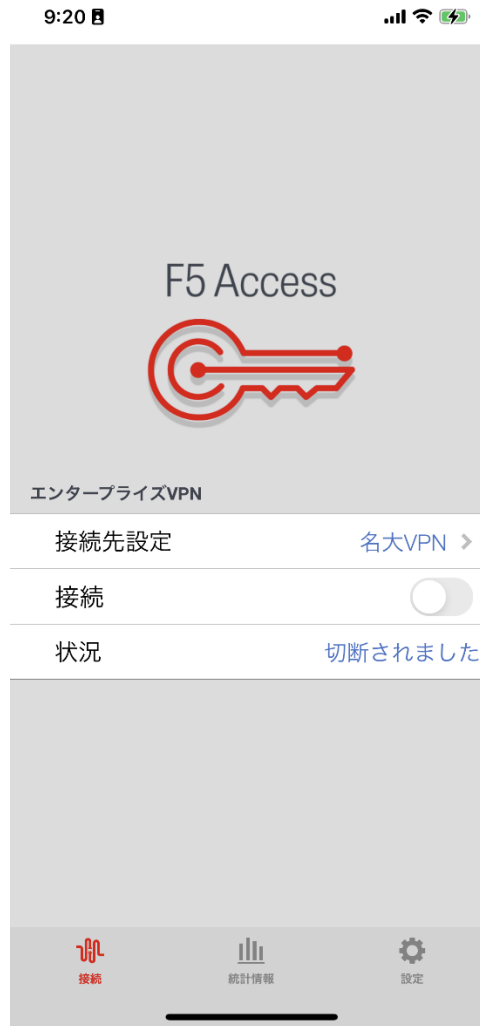 9:20
F5 Access
エンタープライズVPN
接続先設定 名大VPN
接続
状況 切断されました
接続 統計情報 設定